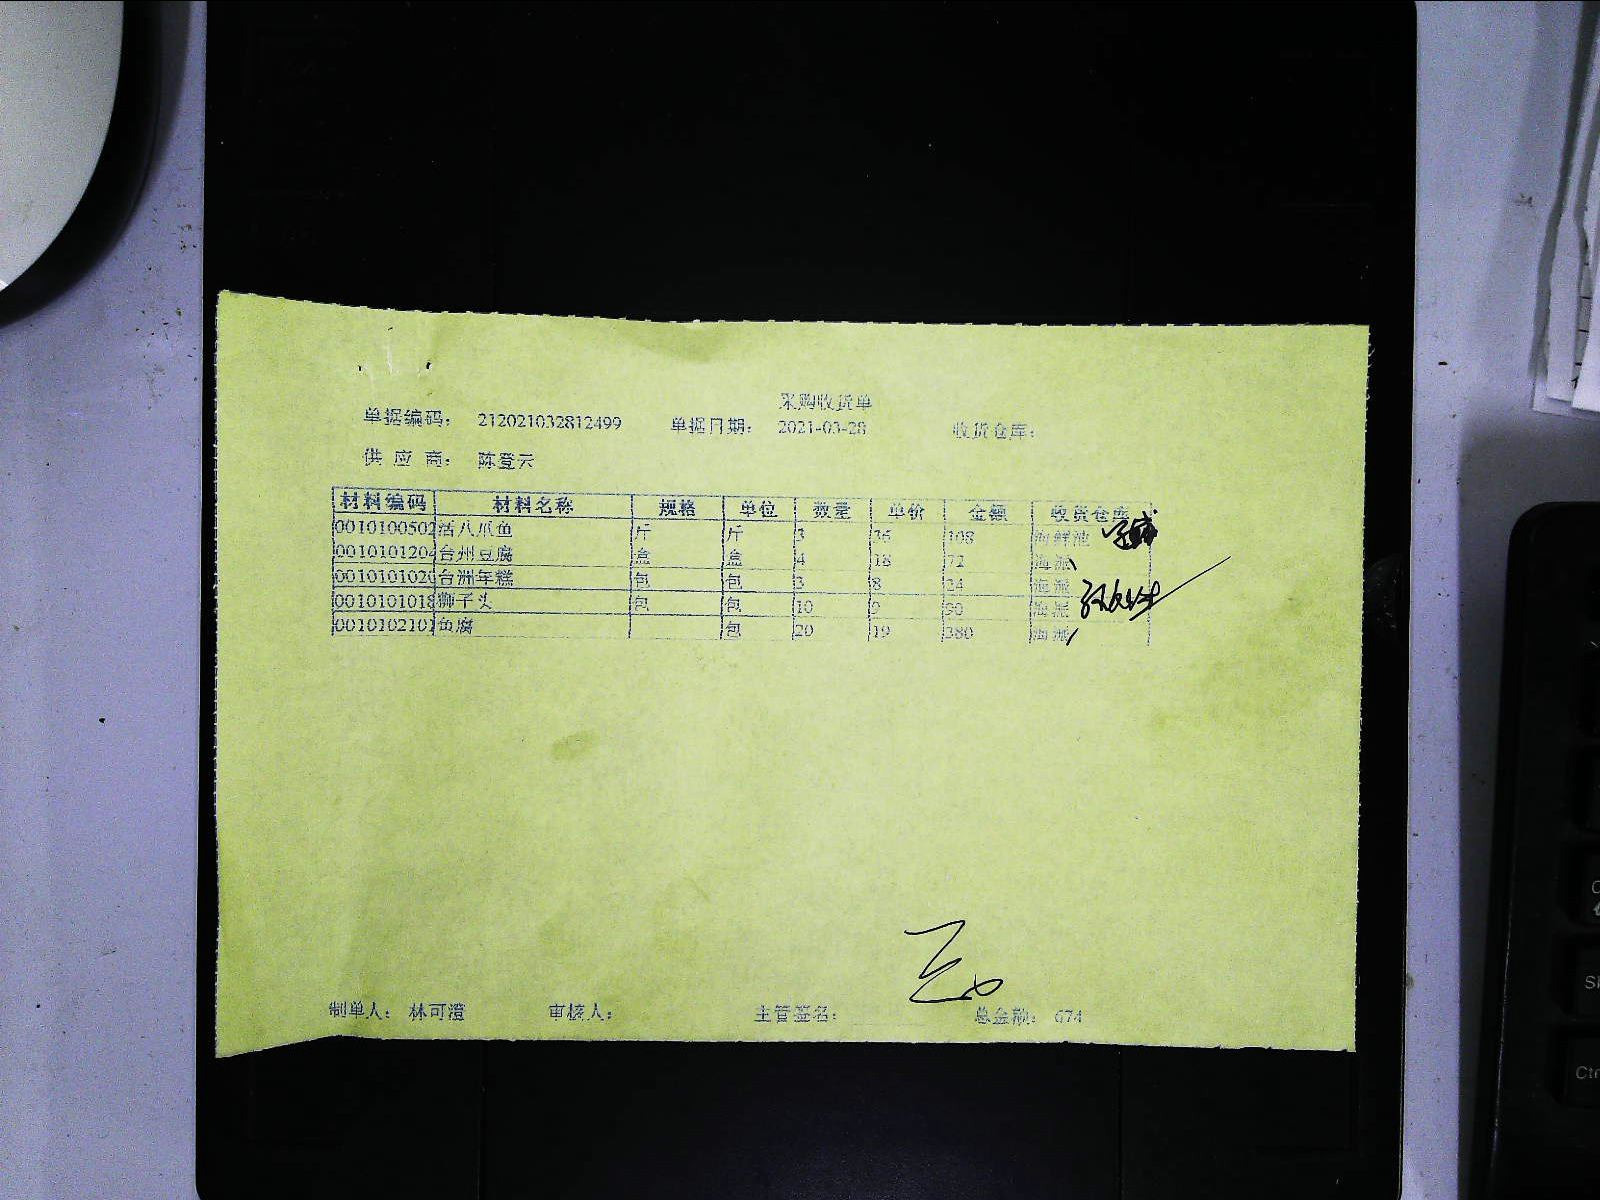 采购收货单
单据编码: 212021032812499 单据日期: 2021-03-28 收货仓库:
供应商: 陈登云
材料编码 材料名称 规格 单位 数量 单价 金额 收货仓库
0010100502 活八爪鱼 斤 斤 3 36 108 海鲜池
0010101204 台州豆腐 盒 盒 4 18 72 海派
0010101020 台洲年糕 包 包 3 8 24 海派
0010101018 狮子头 包 包 10 9 90 海派
0010102101 鱼腐 包 20 19 380 海派
制单人: 林可澄 审核人: 主管签名: 总金额: 674